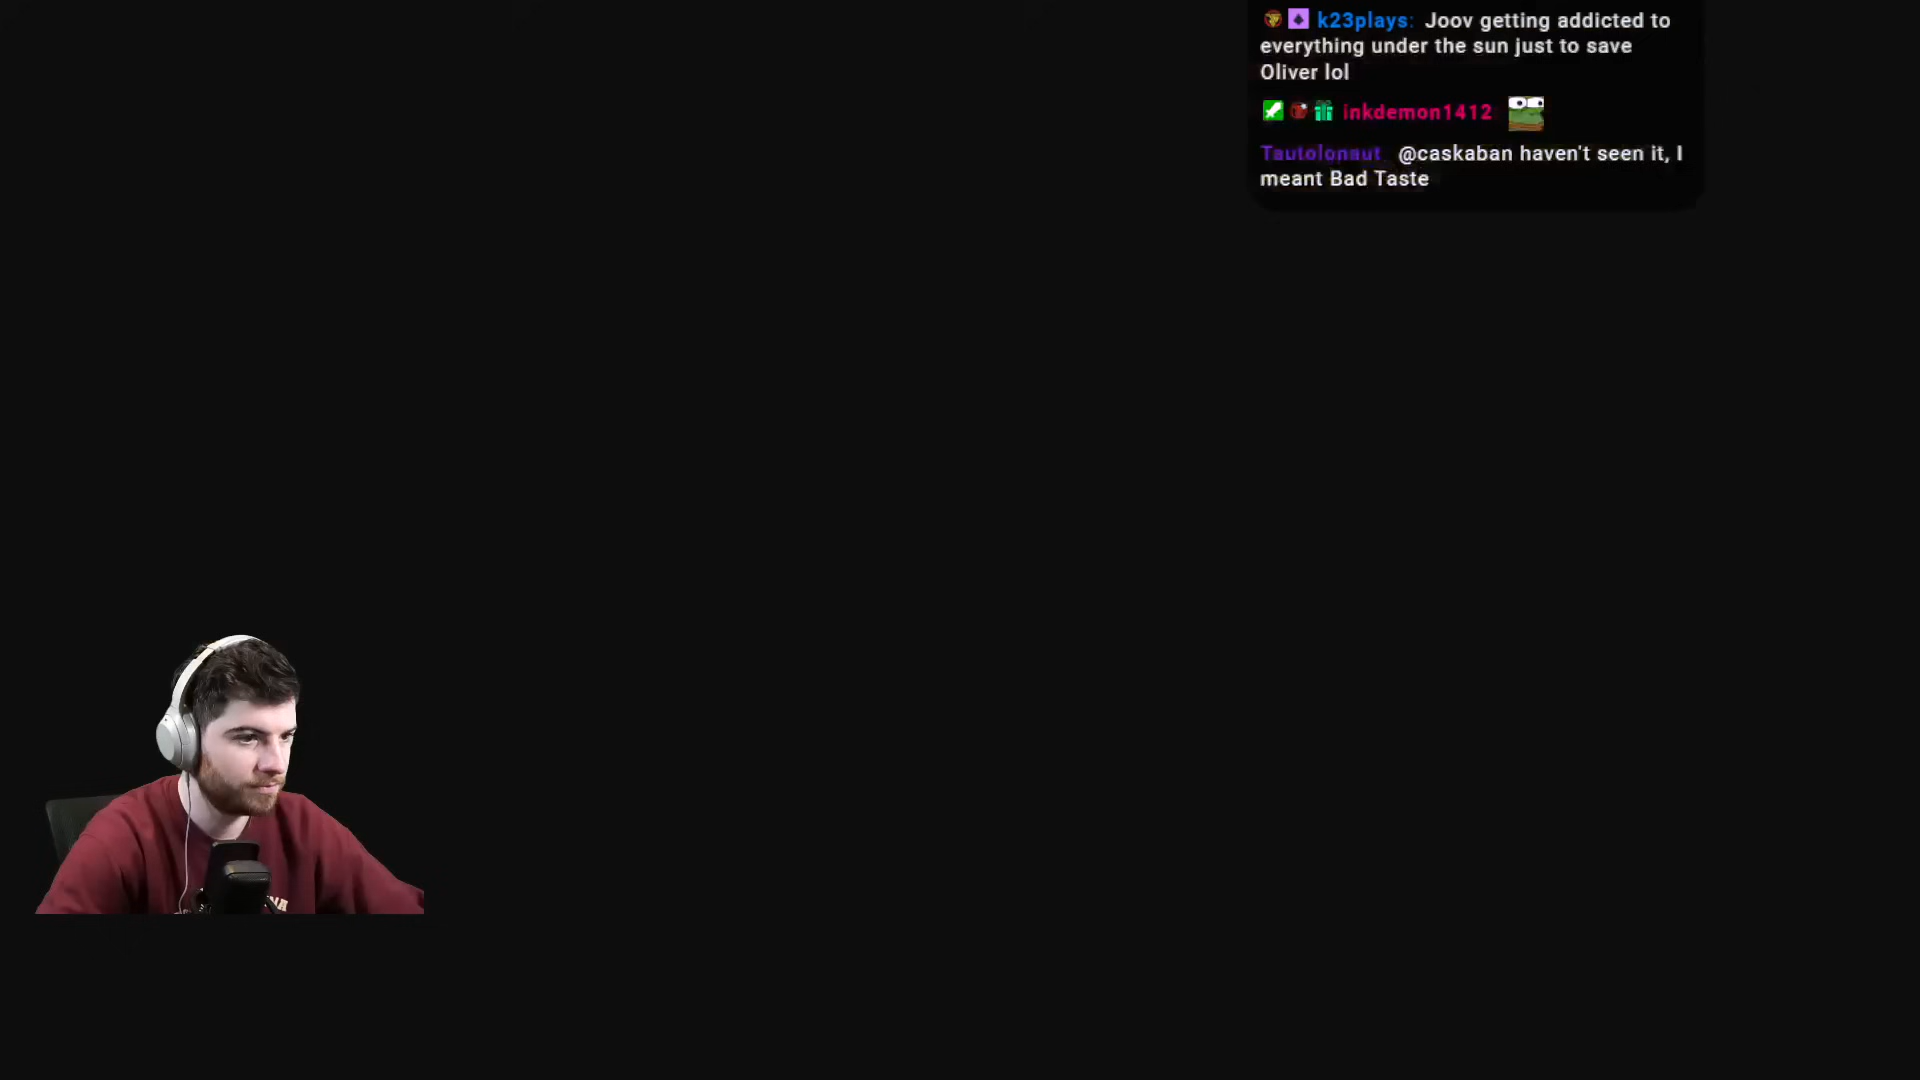 k23plays: Joov getting addicted to
everything under the sun just to save
Oliver lol
inkdemon1412
Tautolonaut @caskaban haven't seen it, I
meant Bad Taste